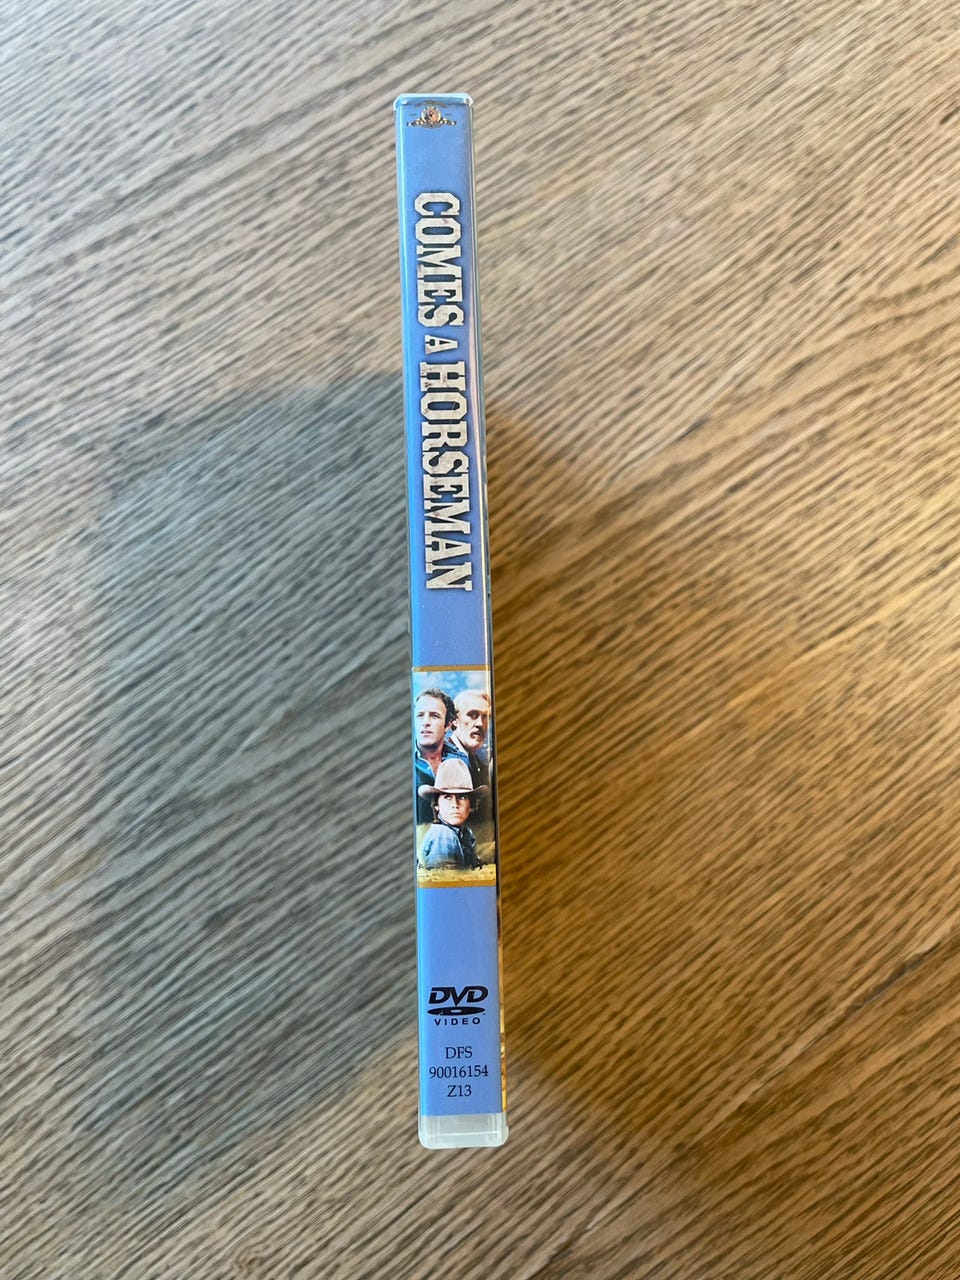 COMES A HORSEMAN
DVD
VIDEO
DFS
90016154
Z13